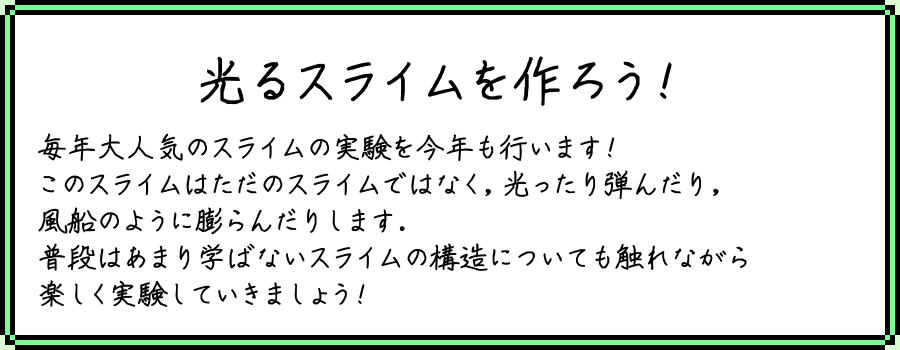 光るスライムを作ろう!
毎年大人気のスライムの実験を今年も行います!
このスライムはただのスライムではなく,光ったり弾んだり,
風船のように膨らんだりします.
普段はあまり学ばないスライムの構造についても触れながら
楽しく実験していきましょう!